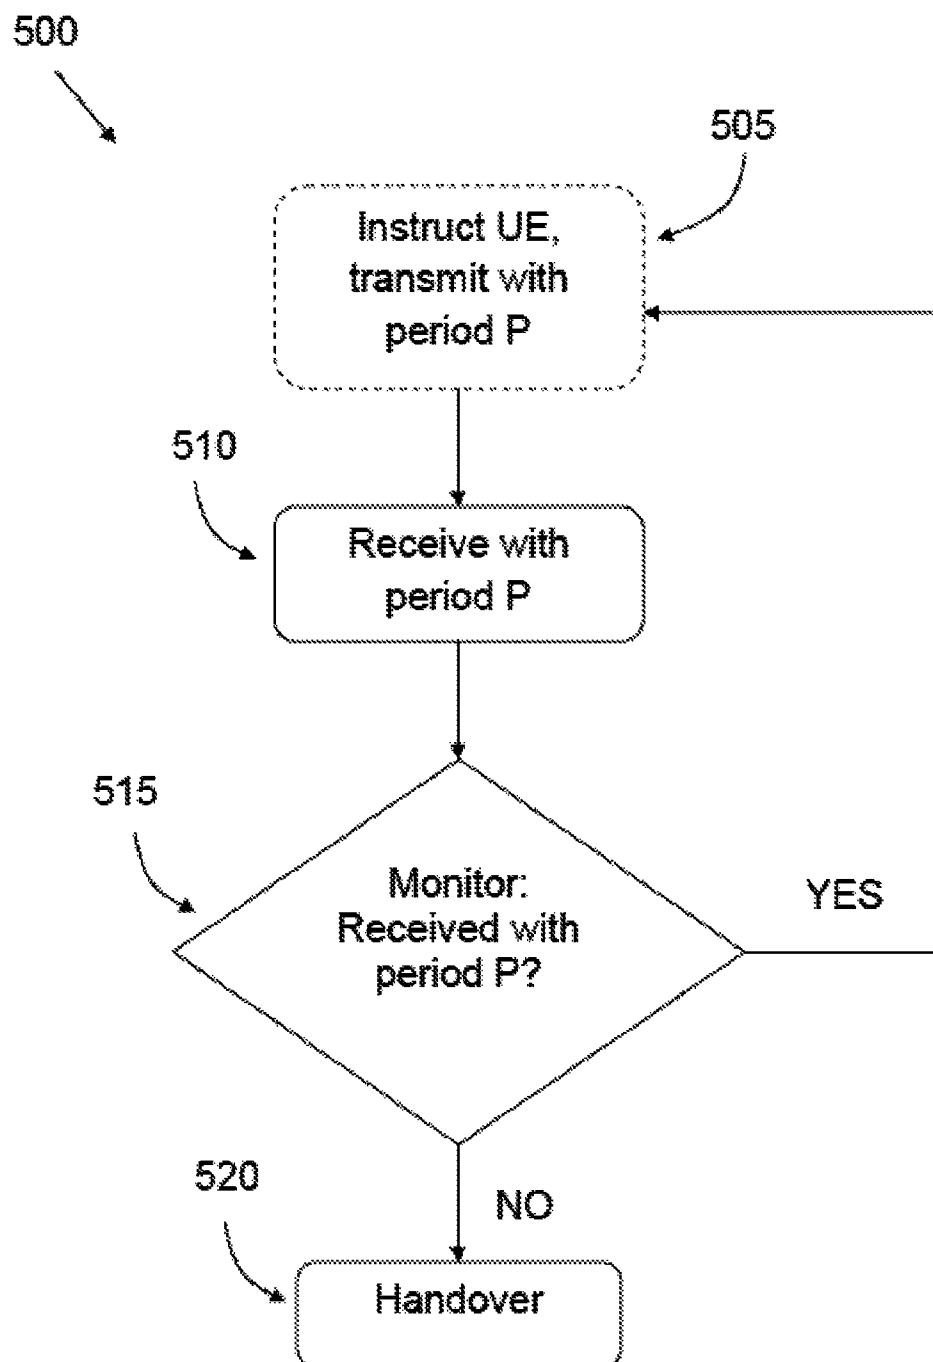 500
505
Instruct UE,
transmit with
period P
510
Receive with
period P
515
Monitor:
Received with
period P?
YES
520
NO
Handover